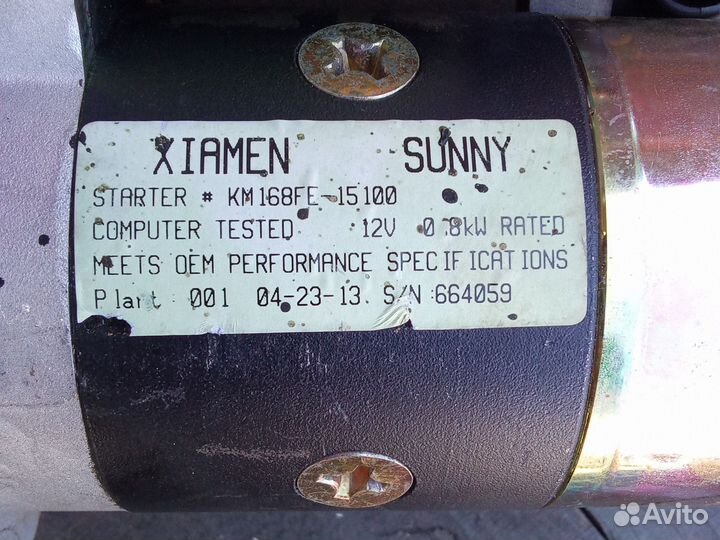 XIAMEN SUNNY
STARTER # KM168FE-15100
COMPUTER TESTED 12V 0.8kW RATED
MEETS OEM PERFORMANCE SPECIFICATIONS
Plant 001 04-23-13. S/N:664059
Avito